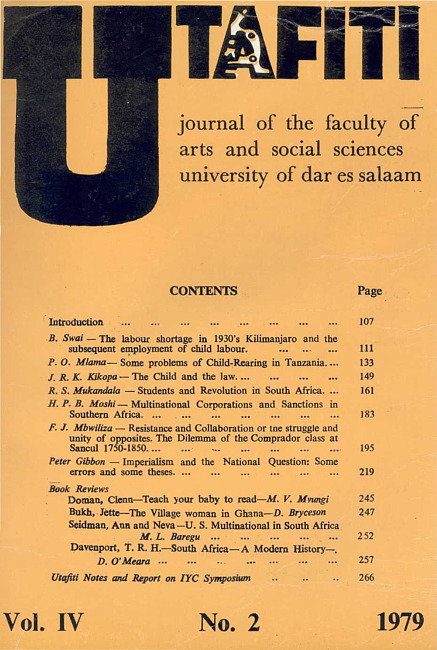 UTAFITI
journal of the faculty of
arts and social sciences
university of dar es salaam
CONTENTS Page
Introduction ... ... ... ... ... ... ... ... 107
B. Swai — The labour shortage in 1930's Kilimanjaro and the
subsequent employment of child labour. ... ... ... 111
P. O. Mlama — Some problems of Child-Rearing in Tanzania. ... 133
J. R. K. Kikopa — The Child and the law. ... ... ... ... 149
R. S. Mukandala — Students and Revolution in South Africa. ... 161
H. P. B. Moshi — Multinational Corporations and Sanctions in
Southern Africa. ... ... ... ... ... ... ... 183
F. J. Mbwiliza — Resistance and Collaboration or the struggle and
unity of opposites. The Dilemma of the Comprador class at
Sancul 1750-1850. ... ... ... ... ... ... ... 195
Peter Gibbon — Imperialism and the National Question: Some
errors and some theses. ... ... ... ... ... ... 219
Book Reviews
Doman, Clenn—Teach your baby to read—M. V. Mvungi 245
Bukh, Jette—The Village woman in Ghana—D. Bryceson 247
Seidman, Ann and Neva—U. S. Multinational in South Africa
M. L. Baregu ... ... ... ... ... 252
Davenport, T. R. H.—South Africa—A Modern History—.
D. O'Meara ... ... ... ... ... ... ... 257
Utafiti Notes and Report on IYC Symposium .. .. .. 266
Vol. IV No. 2 1979